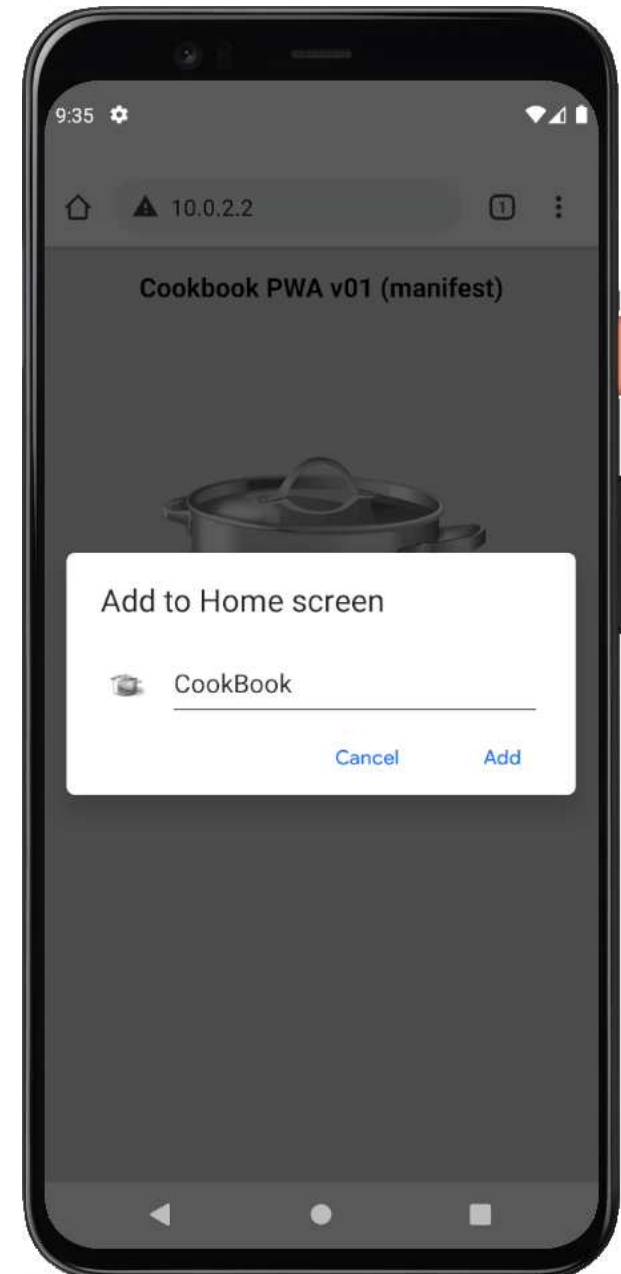 9:35
10.0.2.2
1
Cookbook PWA v01 (manifest)
Add to Home screen
CookBook
Cancel Add